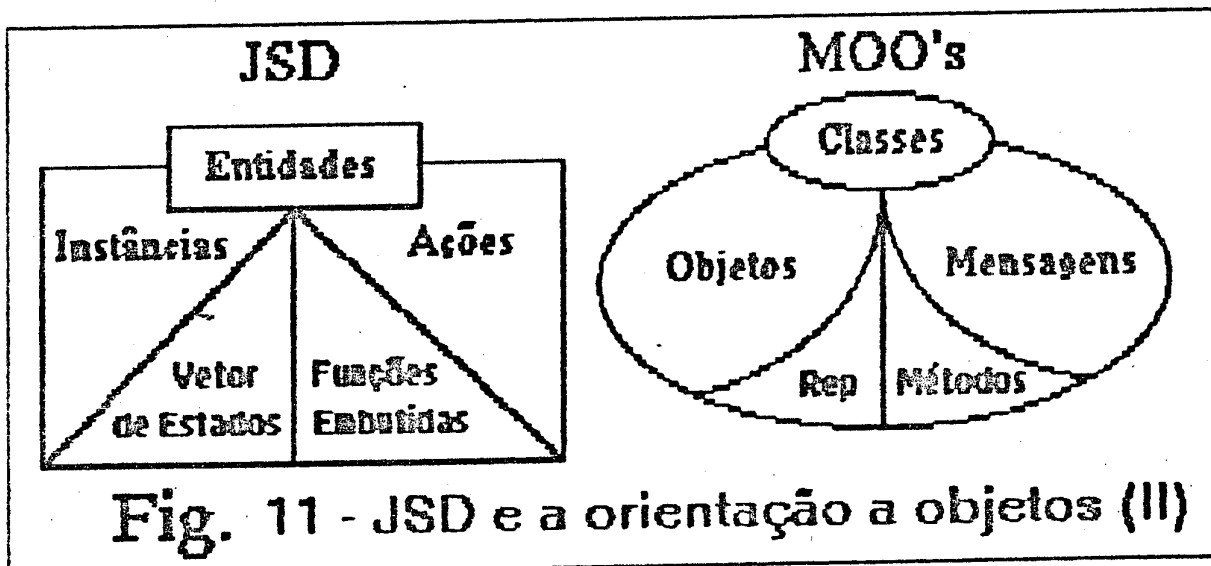 JSD
MOO's
Entidades
Instâncias
Ações
Vetor
de Estados
Funções
Embutidas
Classes
Objetos
Mensagens
Rep
Métodos
Fig. 11 - JSD e a orientação a objetos (II)